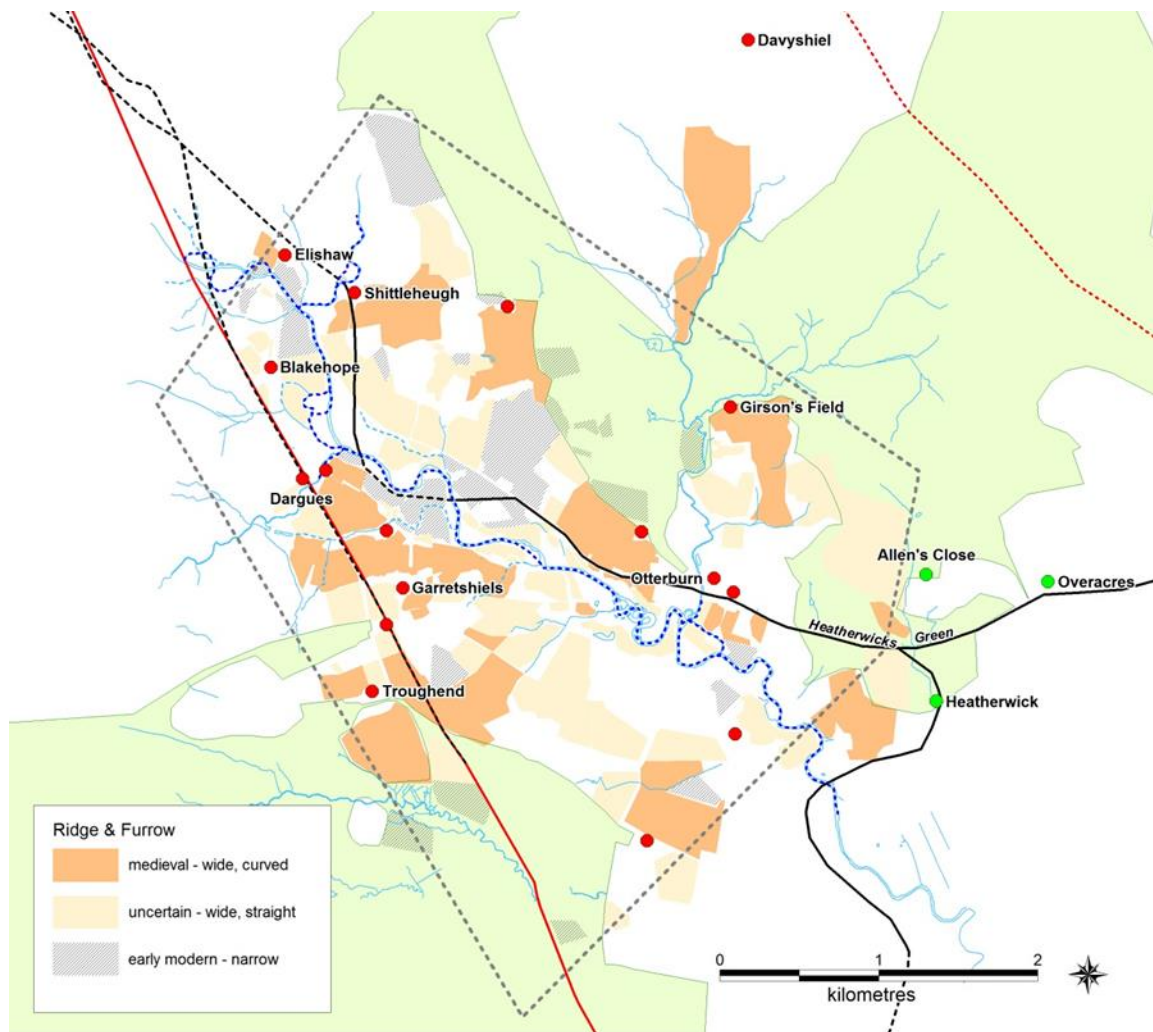 Davyshiel
Elishaw
Shittleheugh
Blakehope
Girson's Field
Dargues
Allen's Close
Otterburn
Overacres
Garretshiels
Heatherwicks Green
Troughend
Heatherwick
Ridge & Furrow
medieval - wide, curved
uncertain - wide, straight
early modern - narrow
0 1 2
kilometres